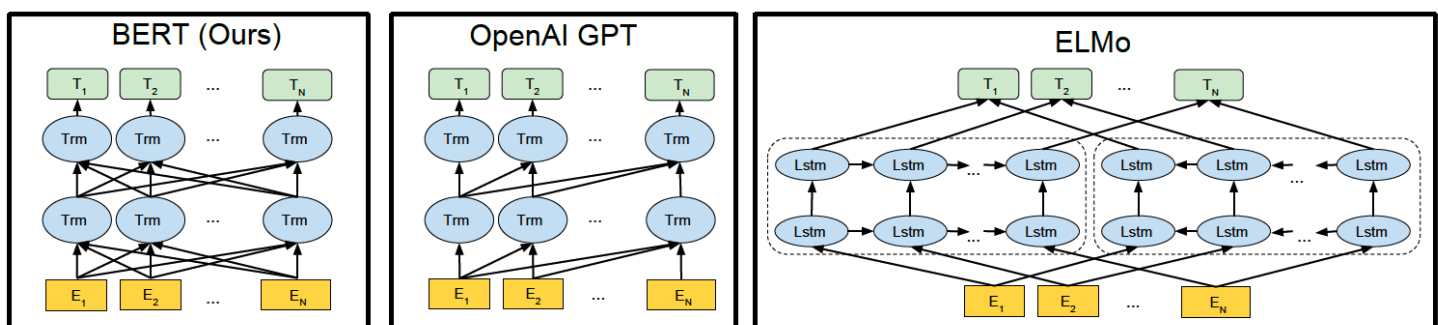 BERT (Ours)
T1 T2 ... TN
Trm Trm ... Trm
Trm Trm ... Trm
E1 E2 ... EN
OpenAI GPT
T1 T2 ... TN
Trm Trm ... Trm
Trm Trm ... Trm
E1 E2 ... EN
ELMo
T1 T2 ... TN
Lstm Lstm ... Lstm Lstm Lstm ... Lstm
Lstm Lstm ... Lstm Lstm Lstm ... Lstm
E1 E2 ... EN